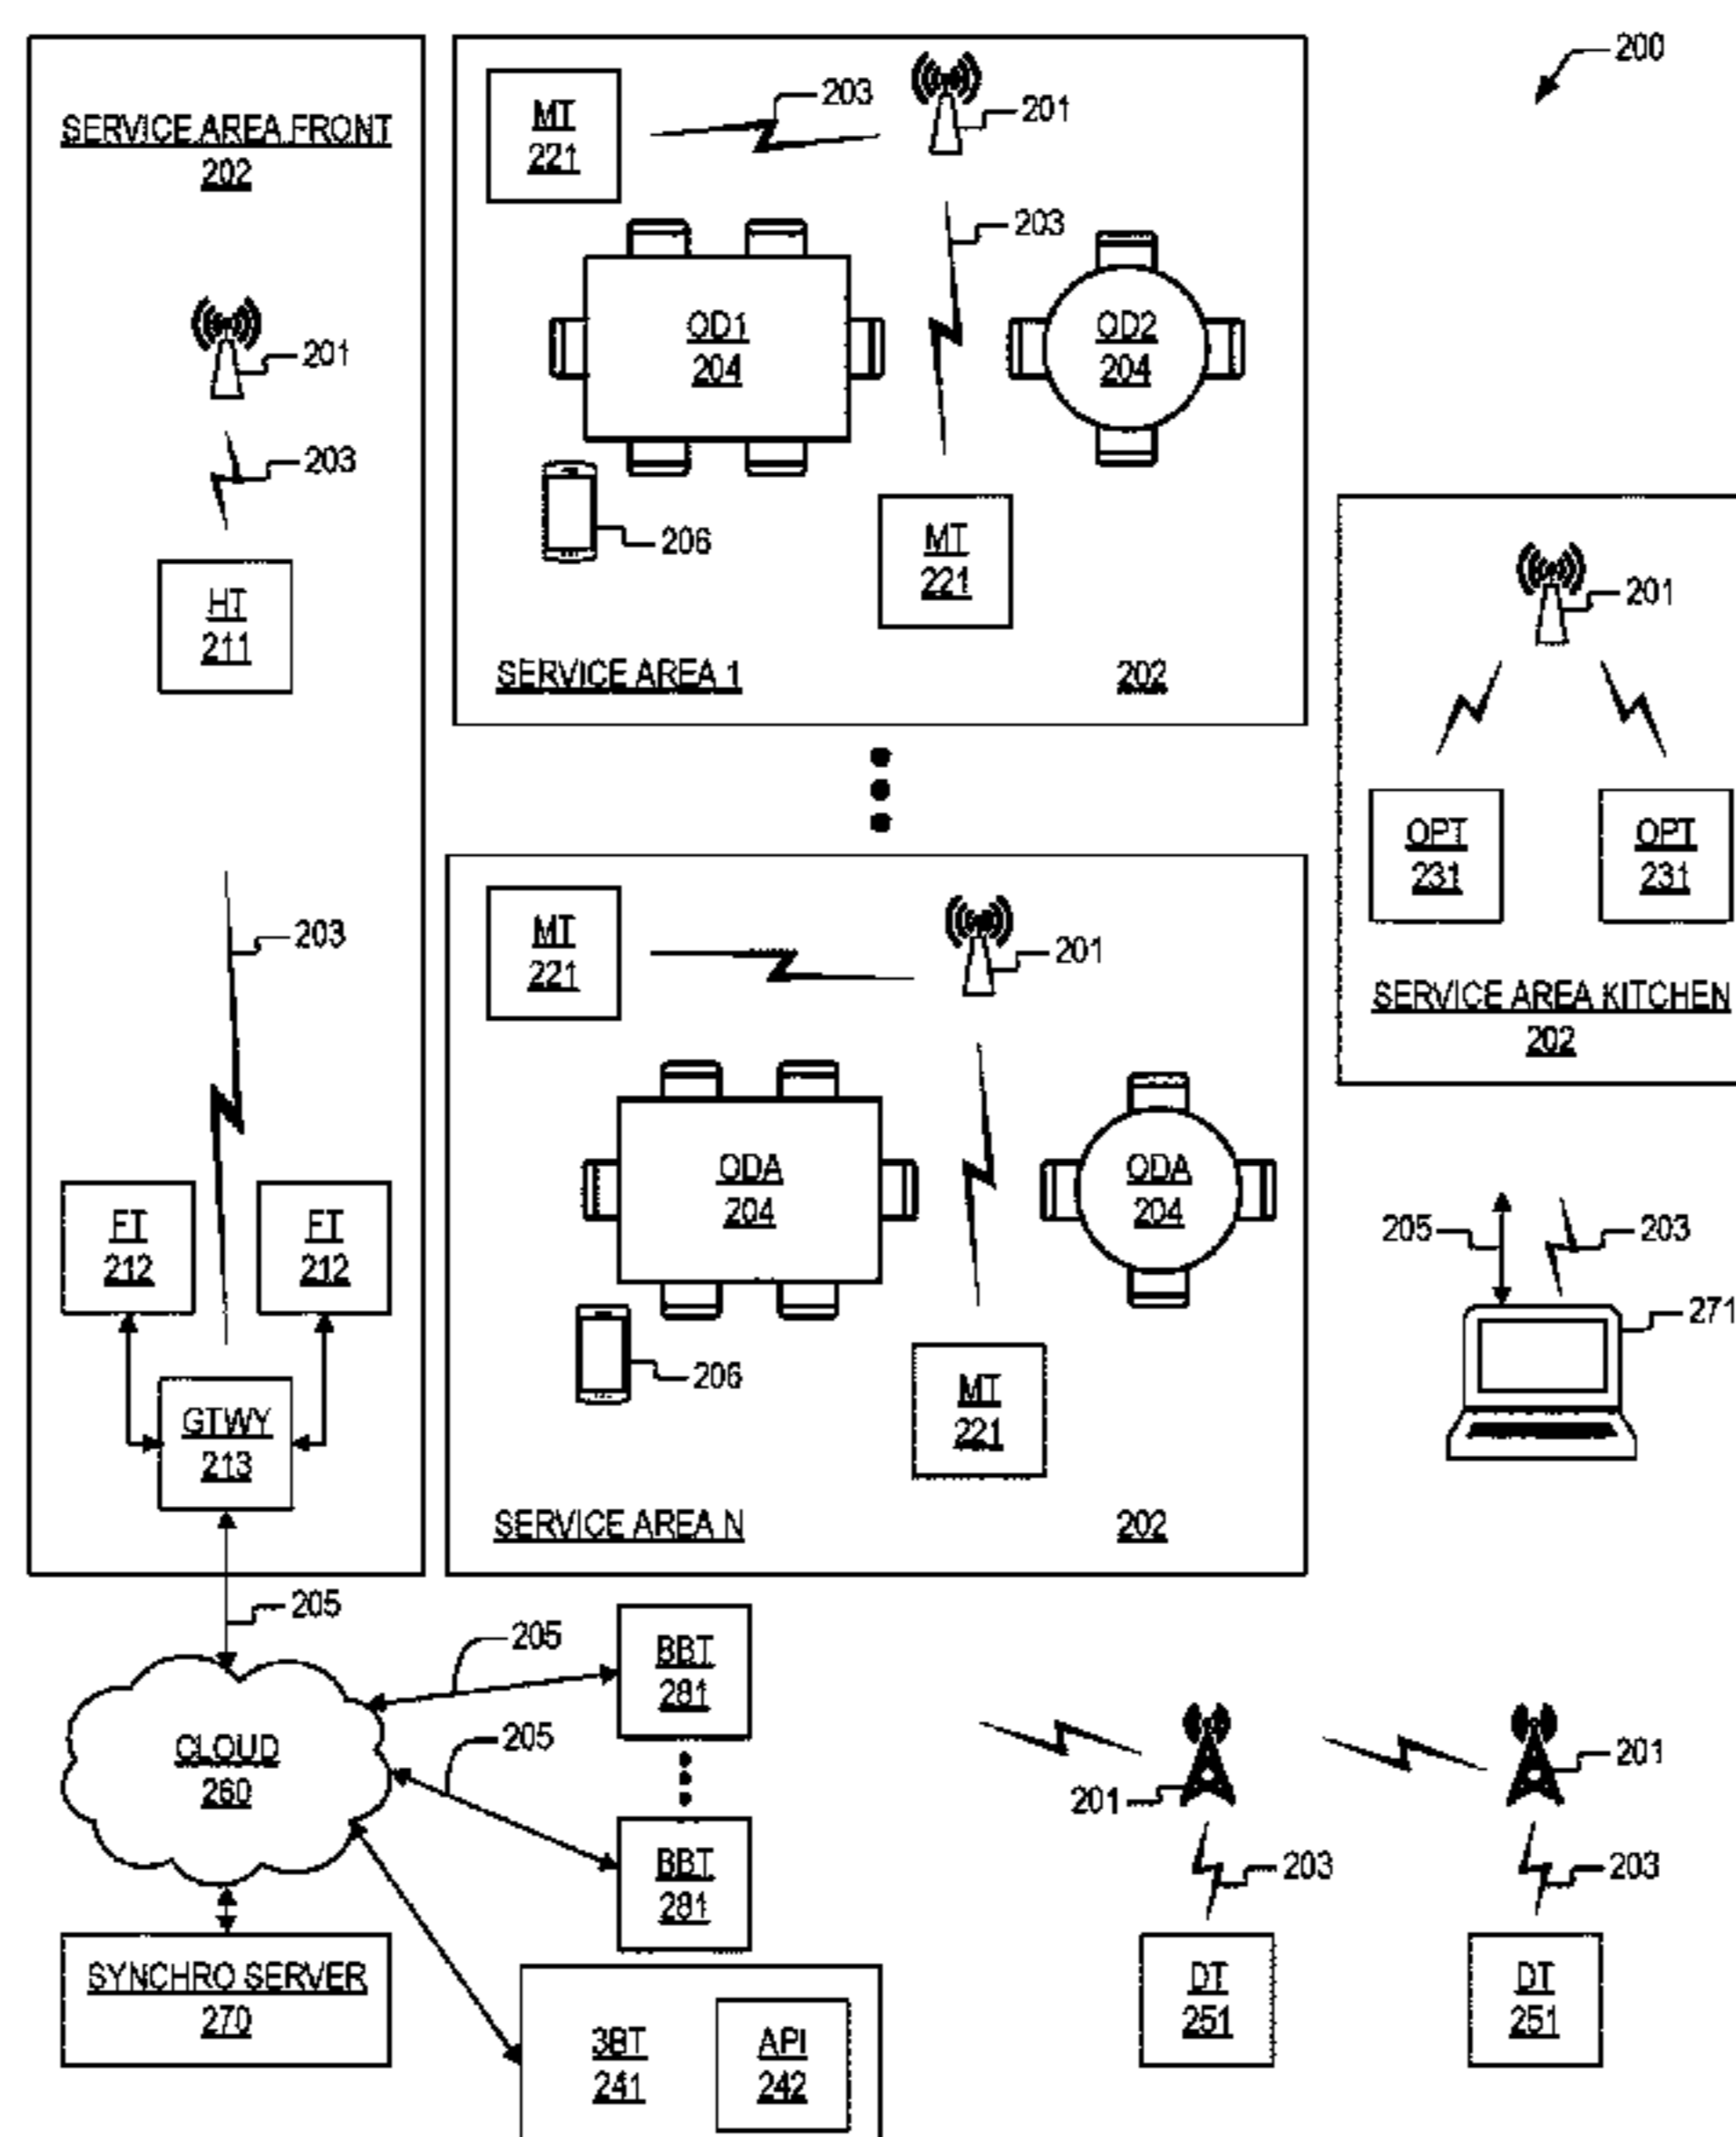 200
SERVICE AREA FRONT
202
201
203
HT
211
203
FT
212
FT
212
GTWY
213
205
MT
221
203
201
203
OD1
204
OD2
204
206
MT
221
SERVICE AREA 1
202
MT
221
201
ODA
204
ODA
204
206
MT
221
SERVICE AREA N
202
201
OPT
231
OPT
231
SERVICE AREA KITCHEN
202
205
203
271
CLOUD
260
205
BBT
281
205
BBT
281
SYNCHRO SERVER
270
3BT
241
API
242
201
201
203
203
DT
251
DT
251